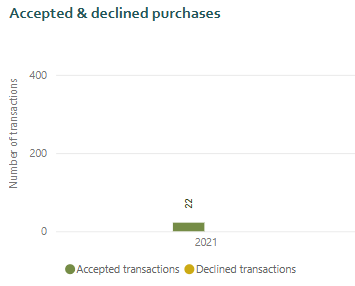 Accepted & declined purchases
Number of transactions
400
200
0
22
2021
Accepted transactions Declined transactions